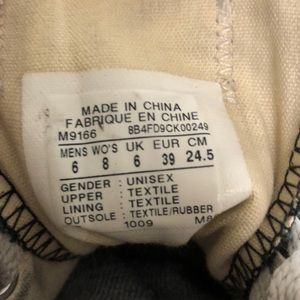 MADE IN CHINA
FABRIQUE EN CHINE
M9166 8B4FD9CK00249
MENS WO'S UK EUR CM
6 8 6 39 24.5
GENDER : UNISEX
UPPER : TEXTILE
LINING : TEXTILE
OUTSOLE : TEXTILE/RUBBER
1009 M8